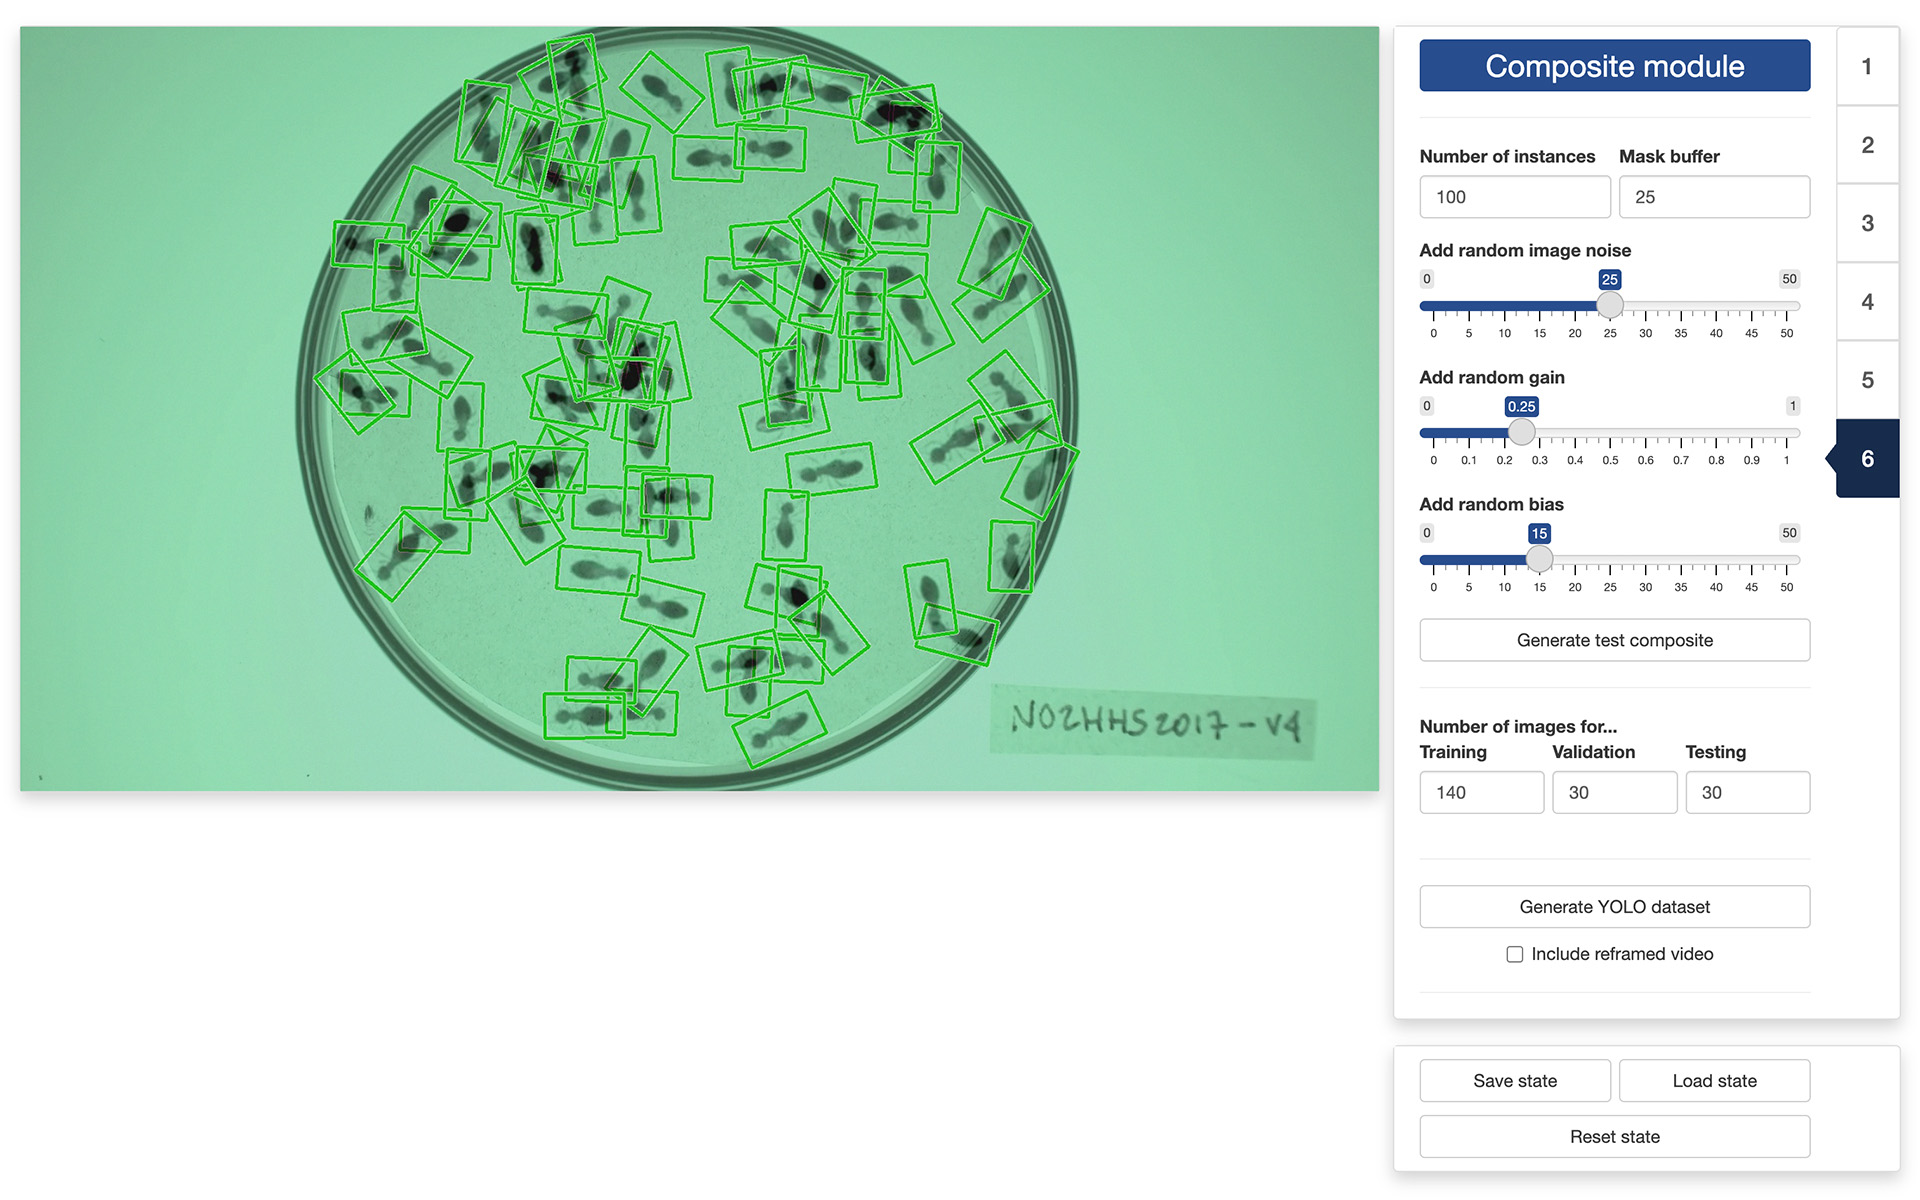 N02HHS2017-V4
Composite module
1
2
3
4
5
6
Number of instances
Mask buffer
100
25
Add random image noise
0
25
50
0 5 10 15 20 25 30 35 40 45 50
Add random gain
0
0.25
1
0 0.1 0.2 0.3 0.4 0.5 0.6 0.7 0.8 0.9 1
Add random bias
0
15
50
0 5 10 15 20 25 30 35 40 45 50
Generate test composite
Number of images for...
Training Validation Testing
140 30 30
Generate YOLO dataset
Include reframed video
Save state
Load state
Reset state